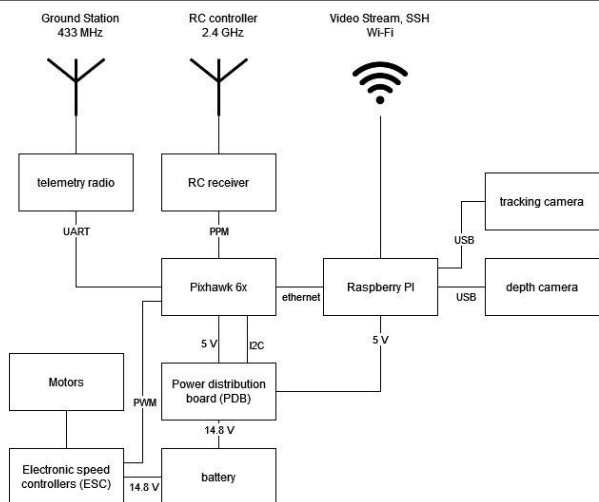 Ground Station
433 MHz
RC controller
2.4 GHz
Video Stream, SSH
Wi-Fi
telemetry radio
RC receiver
tracking camera
UART
PPM
USB
Pixhawk 6x
ethernet
Raspberry PI
USB
depth camera
5 V
I2C
5 V
Motors
Power distribution
board (PDB)
PWM
14.8 V
Electronic speed
controllers (ESC)
14.8 V
battery